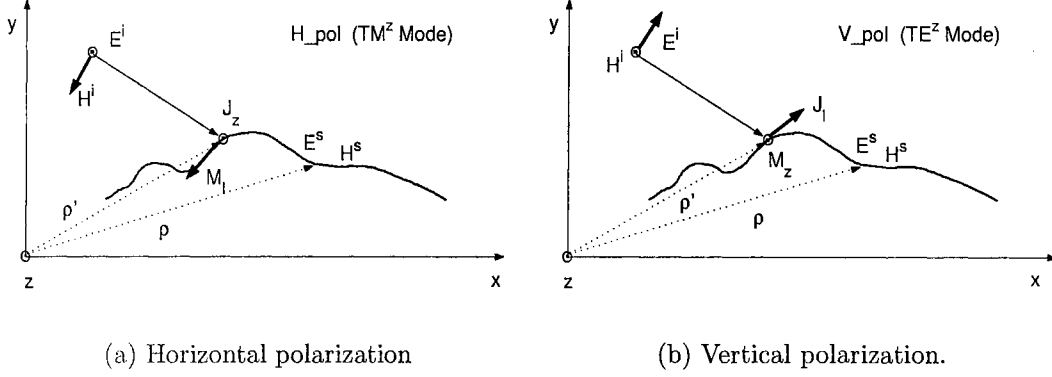 y
H_pol (TM^z Mode)
E^i
H^i
J_z
E^s
H^s
M_l
ρ'
ρ
z
x
(a) Horizontal polarization
y
V_pol (TE^z Mode)
E^i
H^i
J_l
E^s
H^s
M_z
ρ'
ρ
z
x
(b) Vertical polarization.